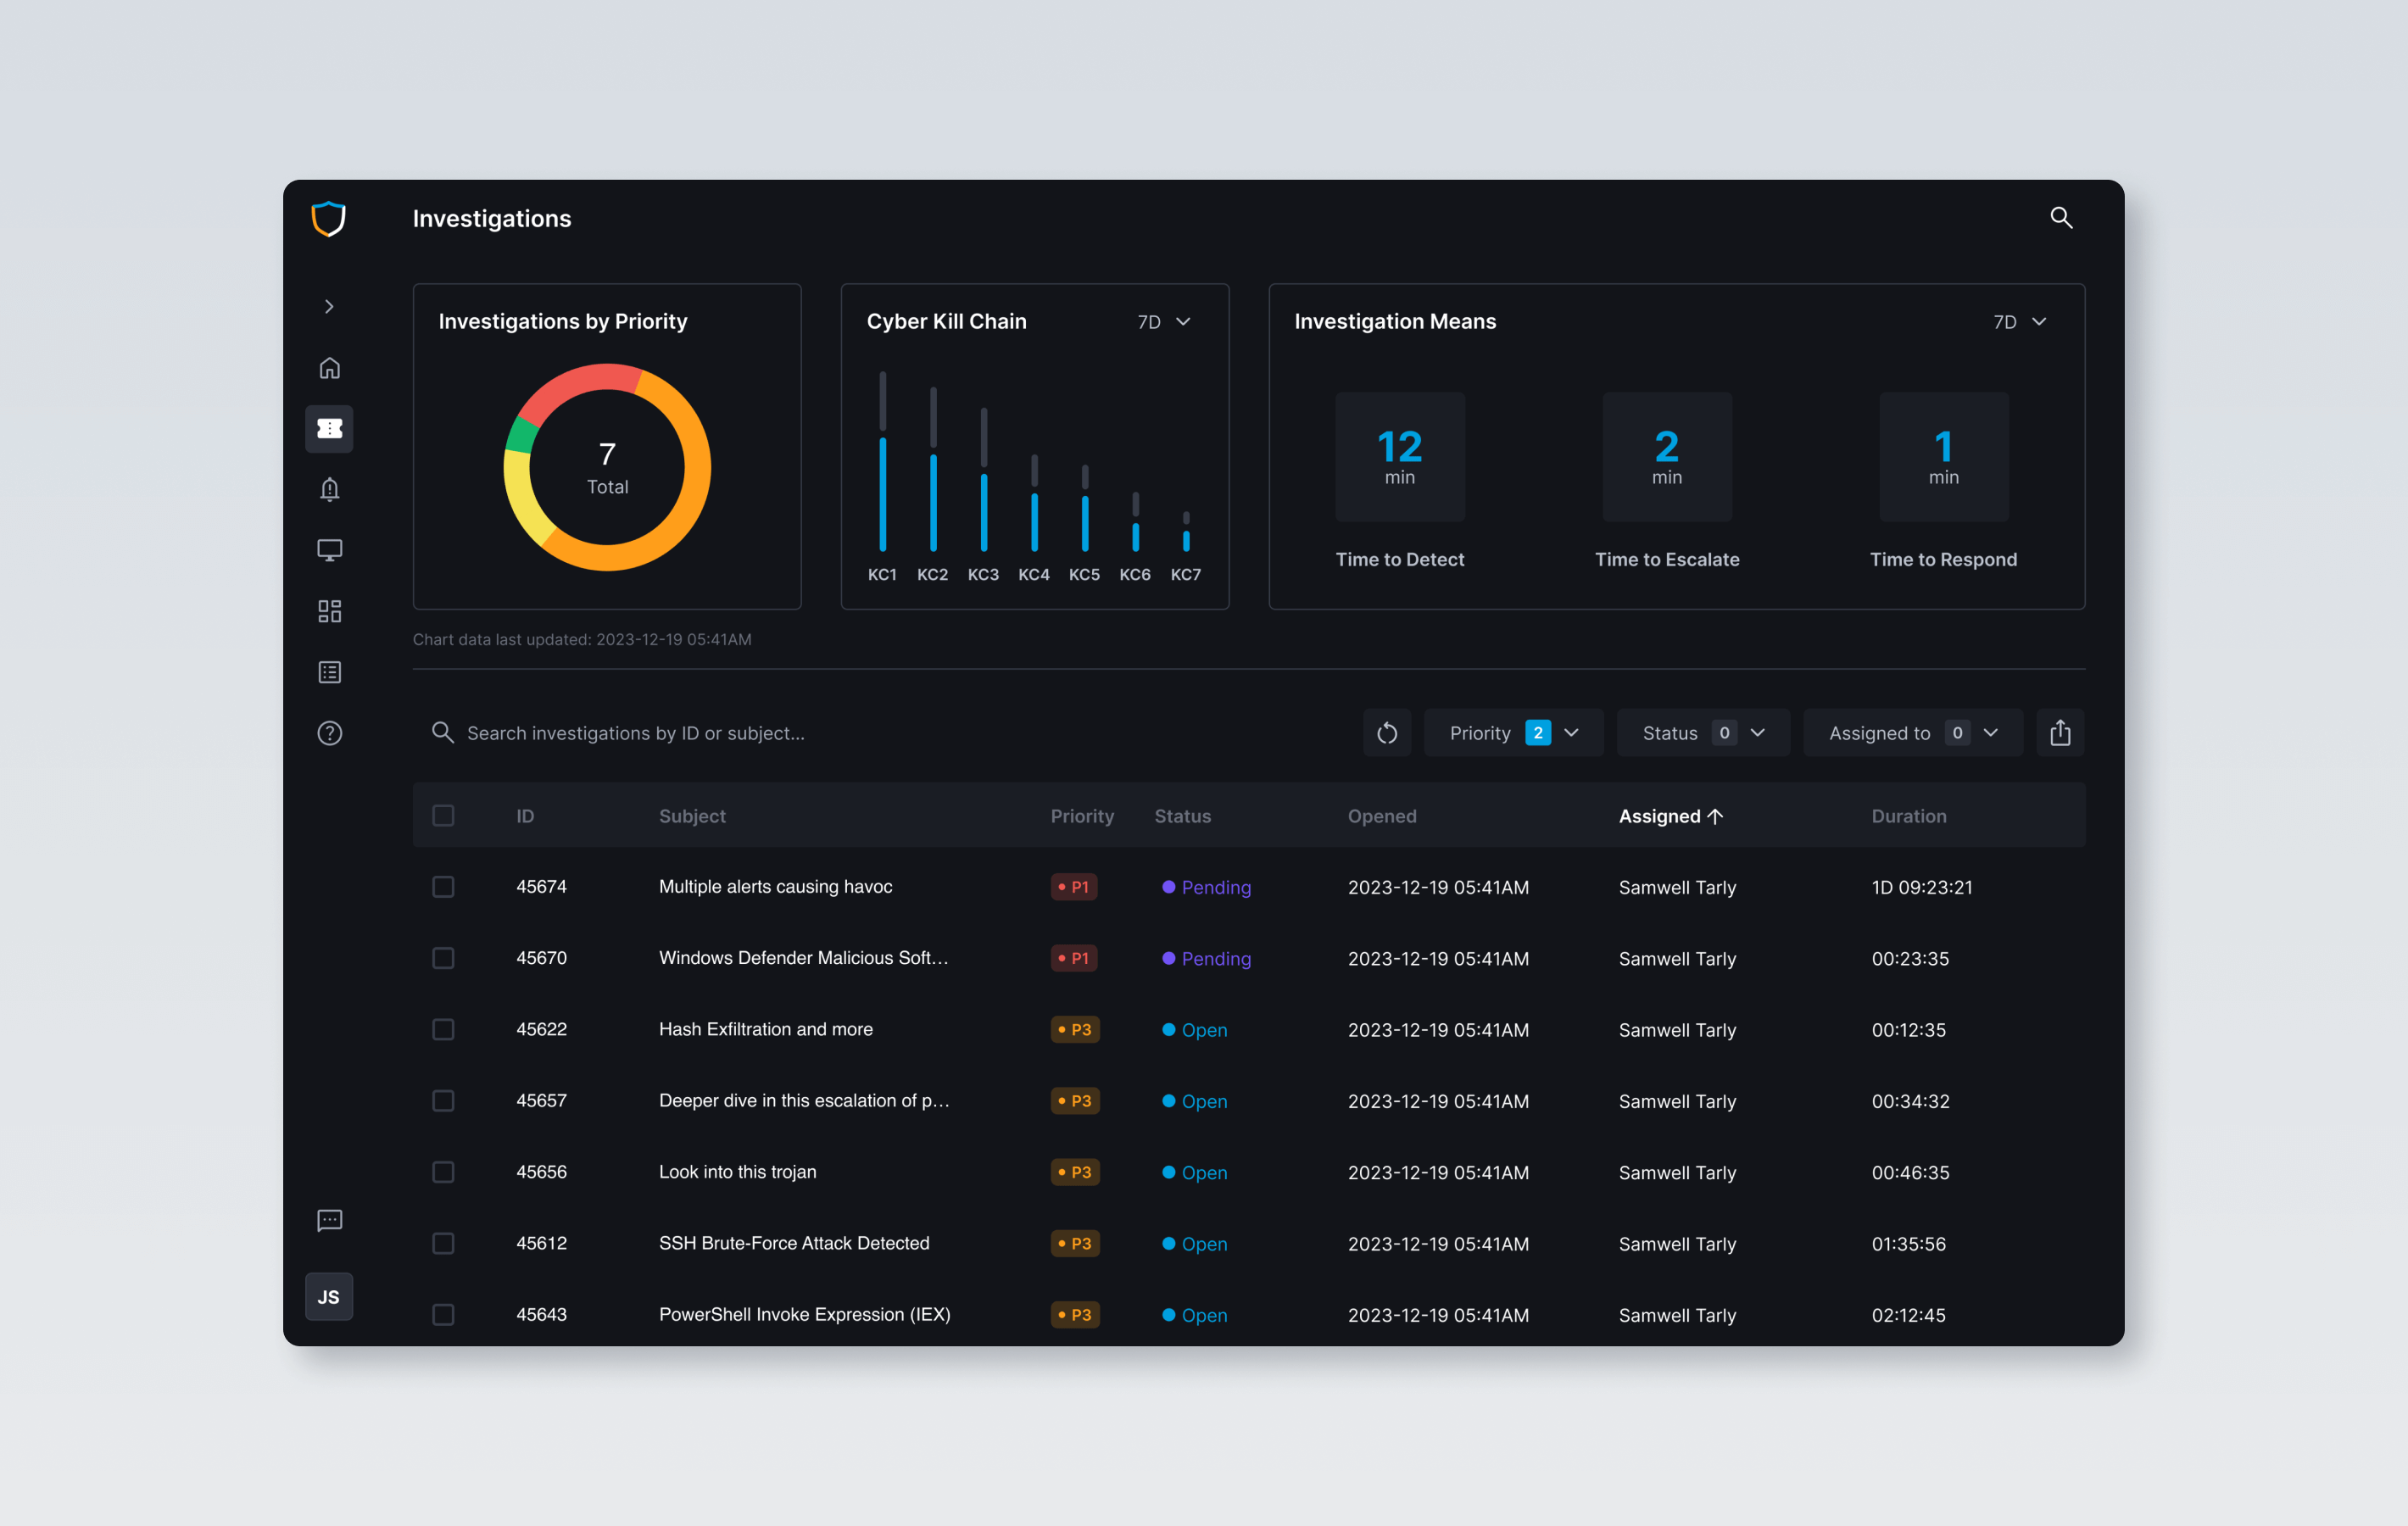 Investigations
Investigations by Priority
7
Total
Cyber Kill Chain
7D
KC1 KC2 KC3 KC4 KC5 KC6 KC7
Investigation Means
7D
12
min
Time to Detect
2
min
Time to Escalate
1
min
Time to Respond
Chart data last updated: 2023-12-19 05:41AM
Search investigations by ID or subject...
Priority 2
Status 0
Assigned to 0
ID Subject Priority Status Opened Assigned Duration
45674 Multiple alerts causing havoc P1 Pending 2023-12-19 05:41AM Samwell Tarly 1D 09:23:21
45670 Windows Defender Malicious Soft... P1 Pending 2023-12-19 05:41AM Samwell Tarly 00:23:35
45622 Hash Exfiltration and more P3 Open 2023-12-19 05:41AM Samwell Tarly 00:12:35
45657 Deeper dive in this escalation of p... P3 Open 2023-12-19 05:41AM Samwell Tarly 00:34:32
45656 Look into this trojan P3 Open 2023-12-19 05:41AM Samwell Tarly 00:46:35
45612 SSH Brute-Force Attack Detected P3 Open 2023-12-19 05:41AM Samwell Tarly 01:35:56
45643 PowerShell Invoke Expression (IEX) P3 Open 2023-12-19 05:41AM Samwell Tarly 02:12:45
JS